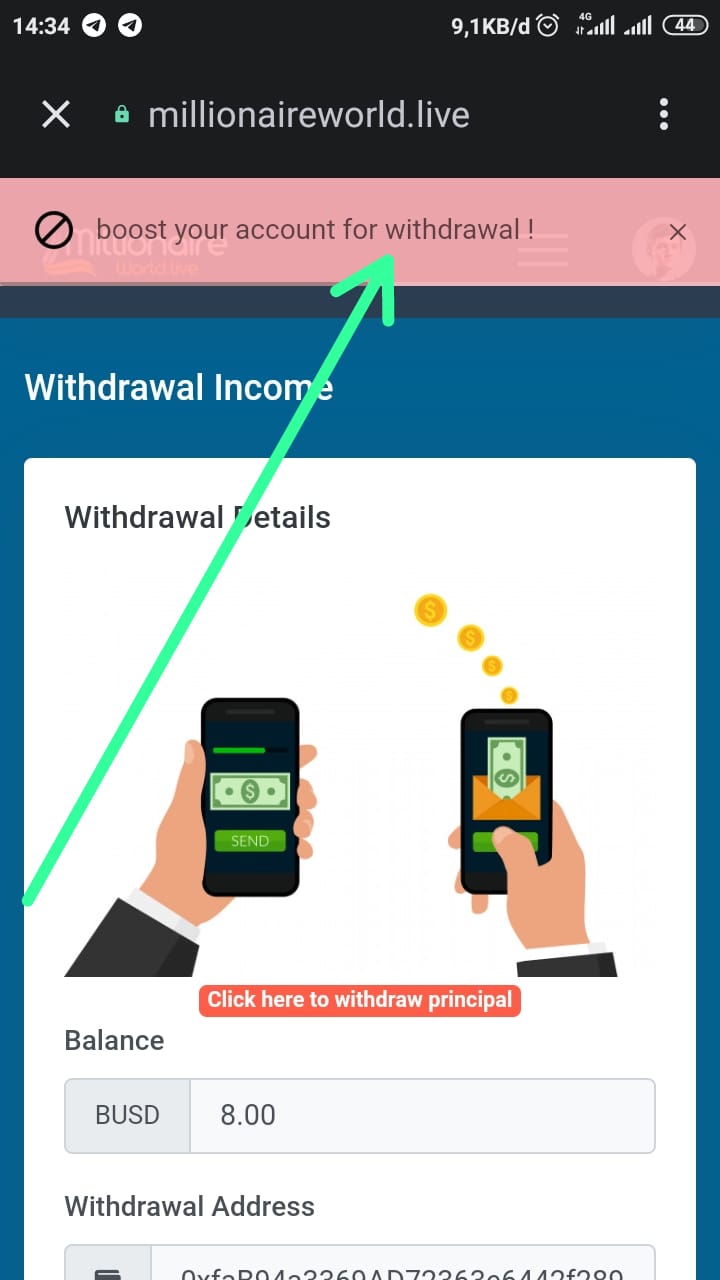 14:34 9,1KB/d 4G 44
millionaireworld.live
boost your account for withdrawal !
Millionaire
World live
Withdrawal Income
Withdrawal Details
SEND
Click here to withdraw principal
Balance
BUSD 8.00
Withdrawal Address